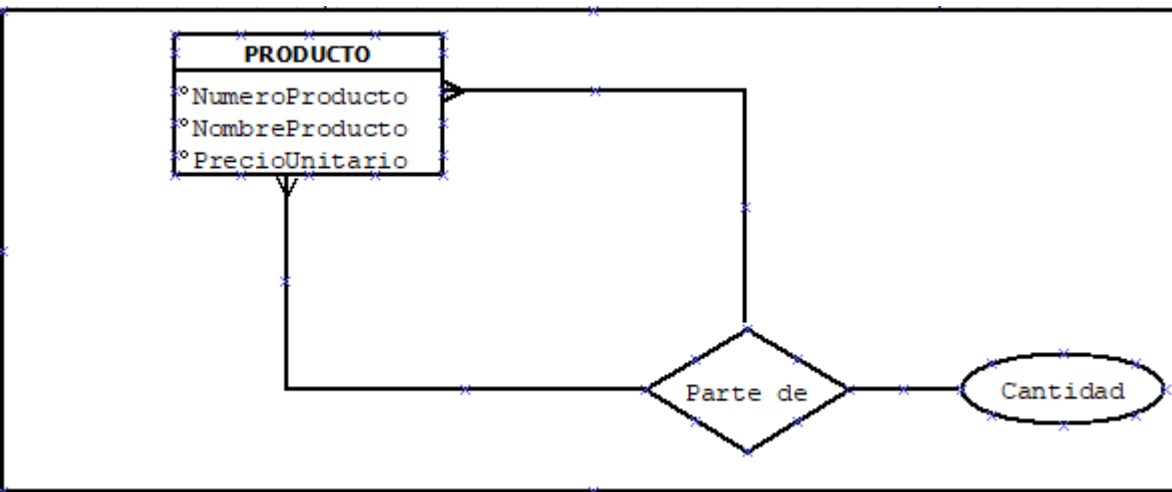 PRODUCTO
°NumeroProducto
°NombreProducto
°PrecioUnitario
Parte de
Cantidad